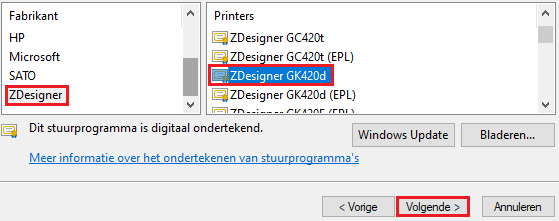 Fabrikant
HP
Microsoft
SATO
ZDesigner
Printers
ZDesigner GC420t
ZDesigner GC420t (EPL)
ZDesigner GK420d
ZDesigner GK420d (EPL)
Dit stuurprogramma is digitaal ondertekend.
Windows Update
Bladeren...
Meer informatie over het ondertekenen van stuurprogramma's
< Vorige
Volgende >
Annuleren